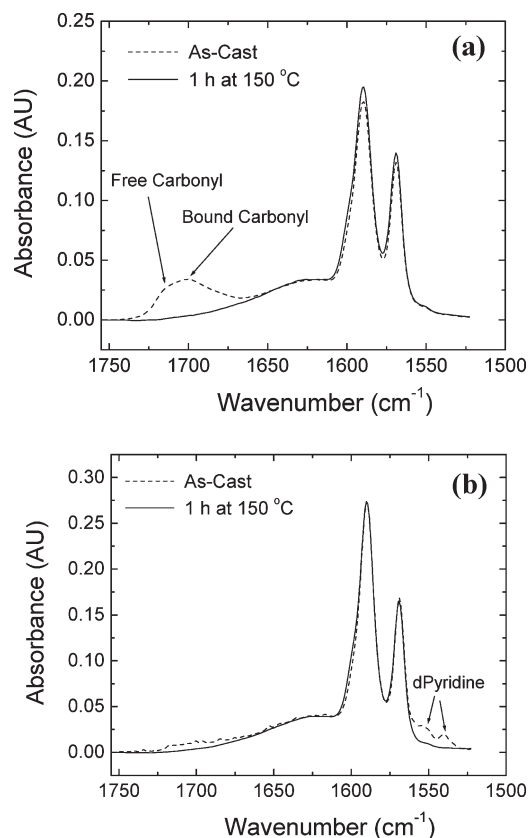 (a)
As-Cast
1 h at 150 °C
Free Carbonyl
Bound Carbonyl
0.25
0.20
0.15
0.10
0.05
0.00
Absorbance (AU)
1750 1700 1650 1600 1550 1500
Wavenumber (cm⁻¹)
(b)
As-Cast
1 h at 150 °C
dPyridine
0.30
0.25
0.20
0.15
0.10
0.05
0.00
Absorbance (AU)
1750 1700 1650 1600 1550 1500
Wavenumber (cm⁻¹)